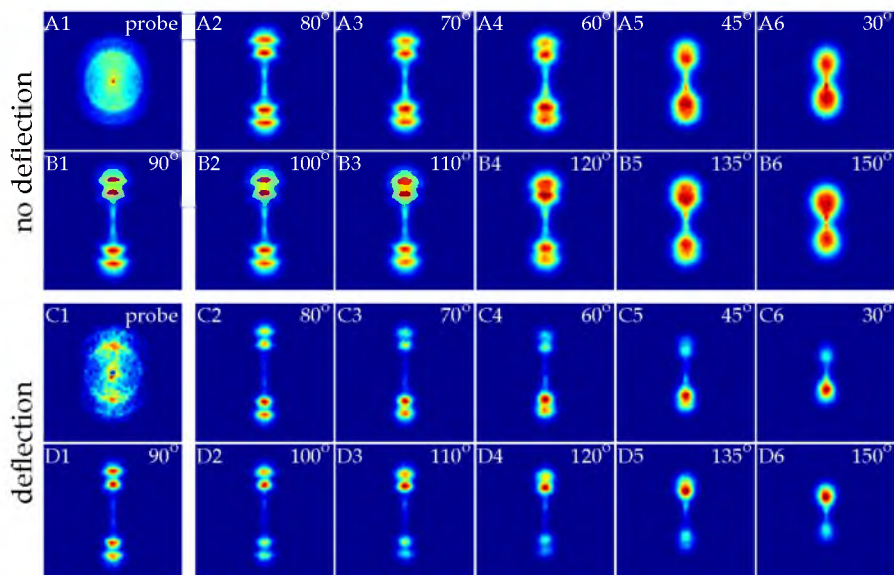 no deflection
A1 probe A2 80° A3 70° A4 60° A5 45° A6 30°
B1 90° B2 100° B3 110° B4 120° B5 135° B6 150°
deflection
C1 probe C2 80° C3 70° C4 60° C5 45° C6 30°
D1 90° D2 100° D3 110° D4 120° D5 135° D6 150°